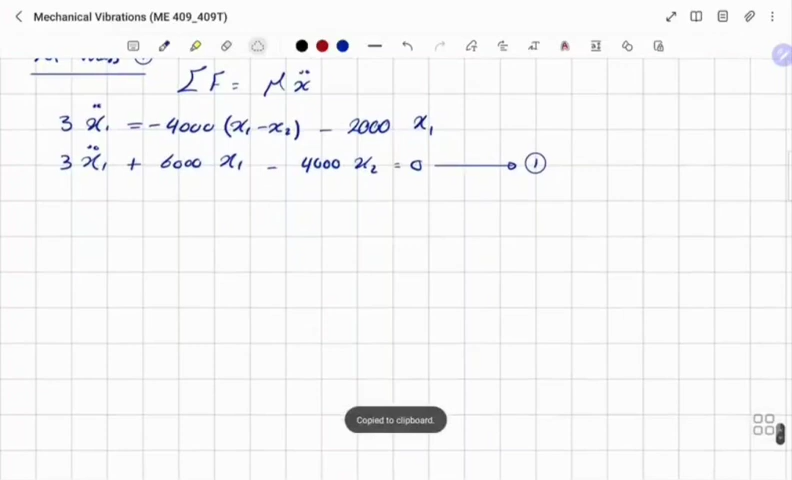 Mechanical Vibrations (ME 409_409T)
ΣF = μẍ
3 ẍ₁ = -4000 (x₁-x₂) - 2000 x₁
3 ẍ₁ + 6000 x₁ - 4000 x₂ = 0 ①
Copied to clipboard.